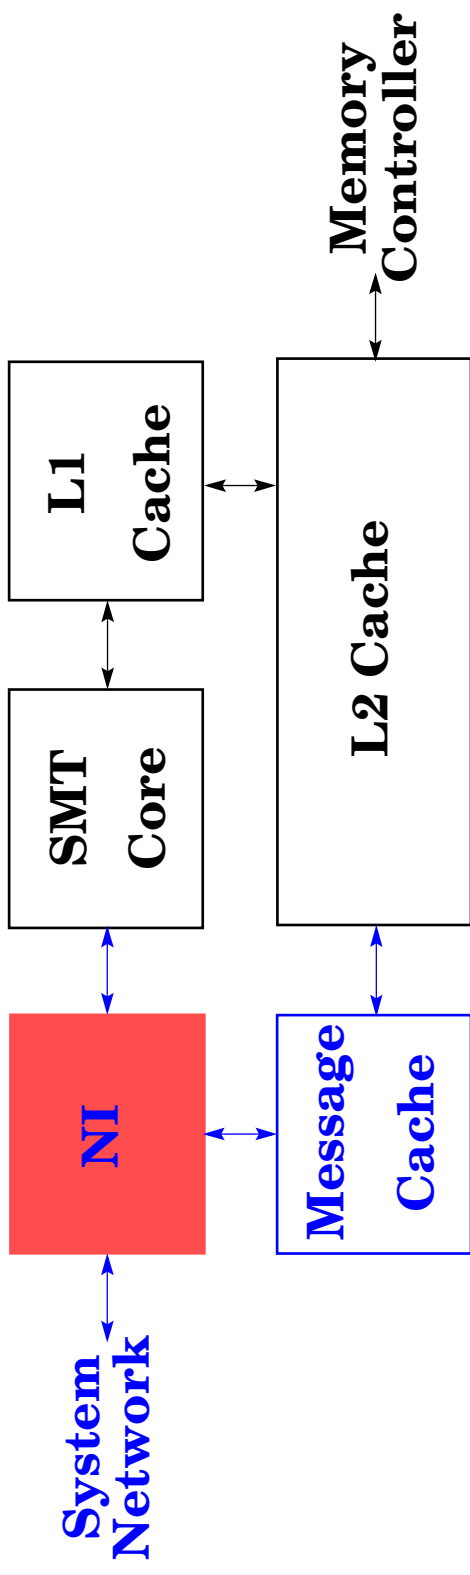 System
Network
NI
SMT
Core
L1
Cache
Message
Cache
L2 Cache
Memory
Controller